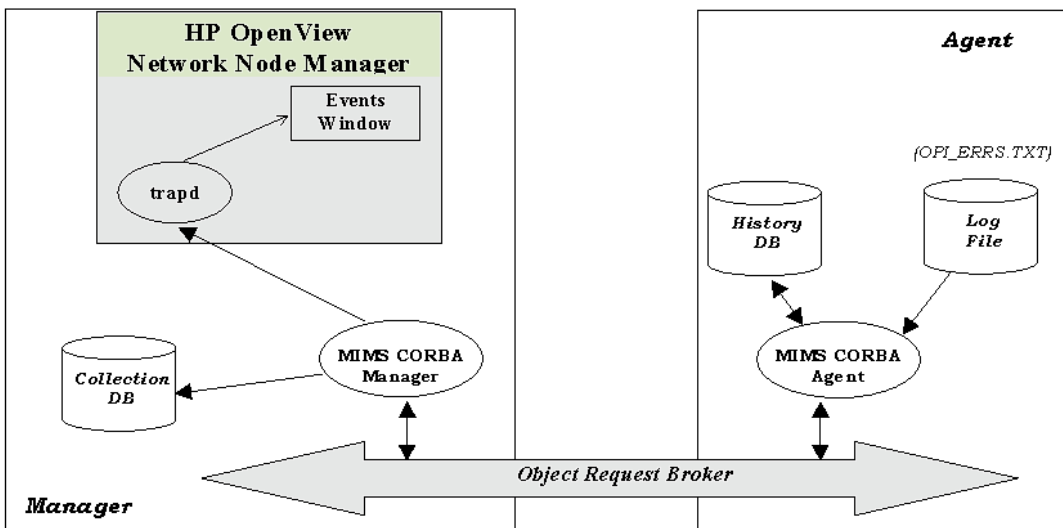 HP OpenView
Network Node Manager
Events
Window
trapd
MIMS CORBA
Manager
Collection
DB
Manager
Object Request Broker
Agent
{OPI_ERRS.TXT}
History
DB
Log
File
MIMS CORBA
Agent